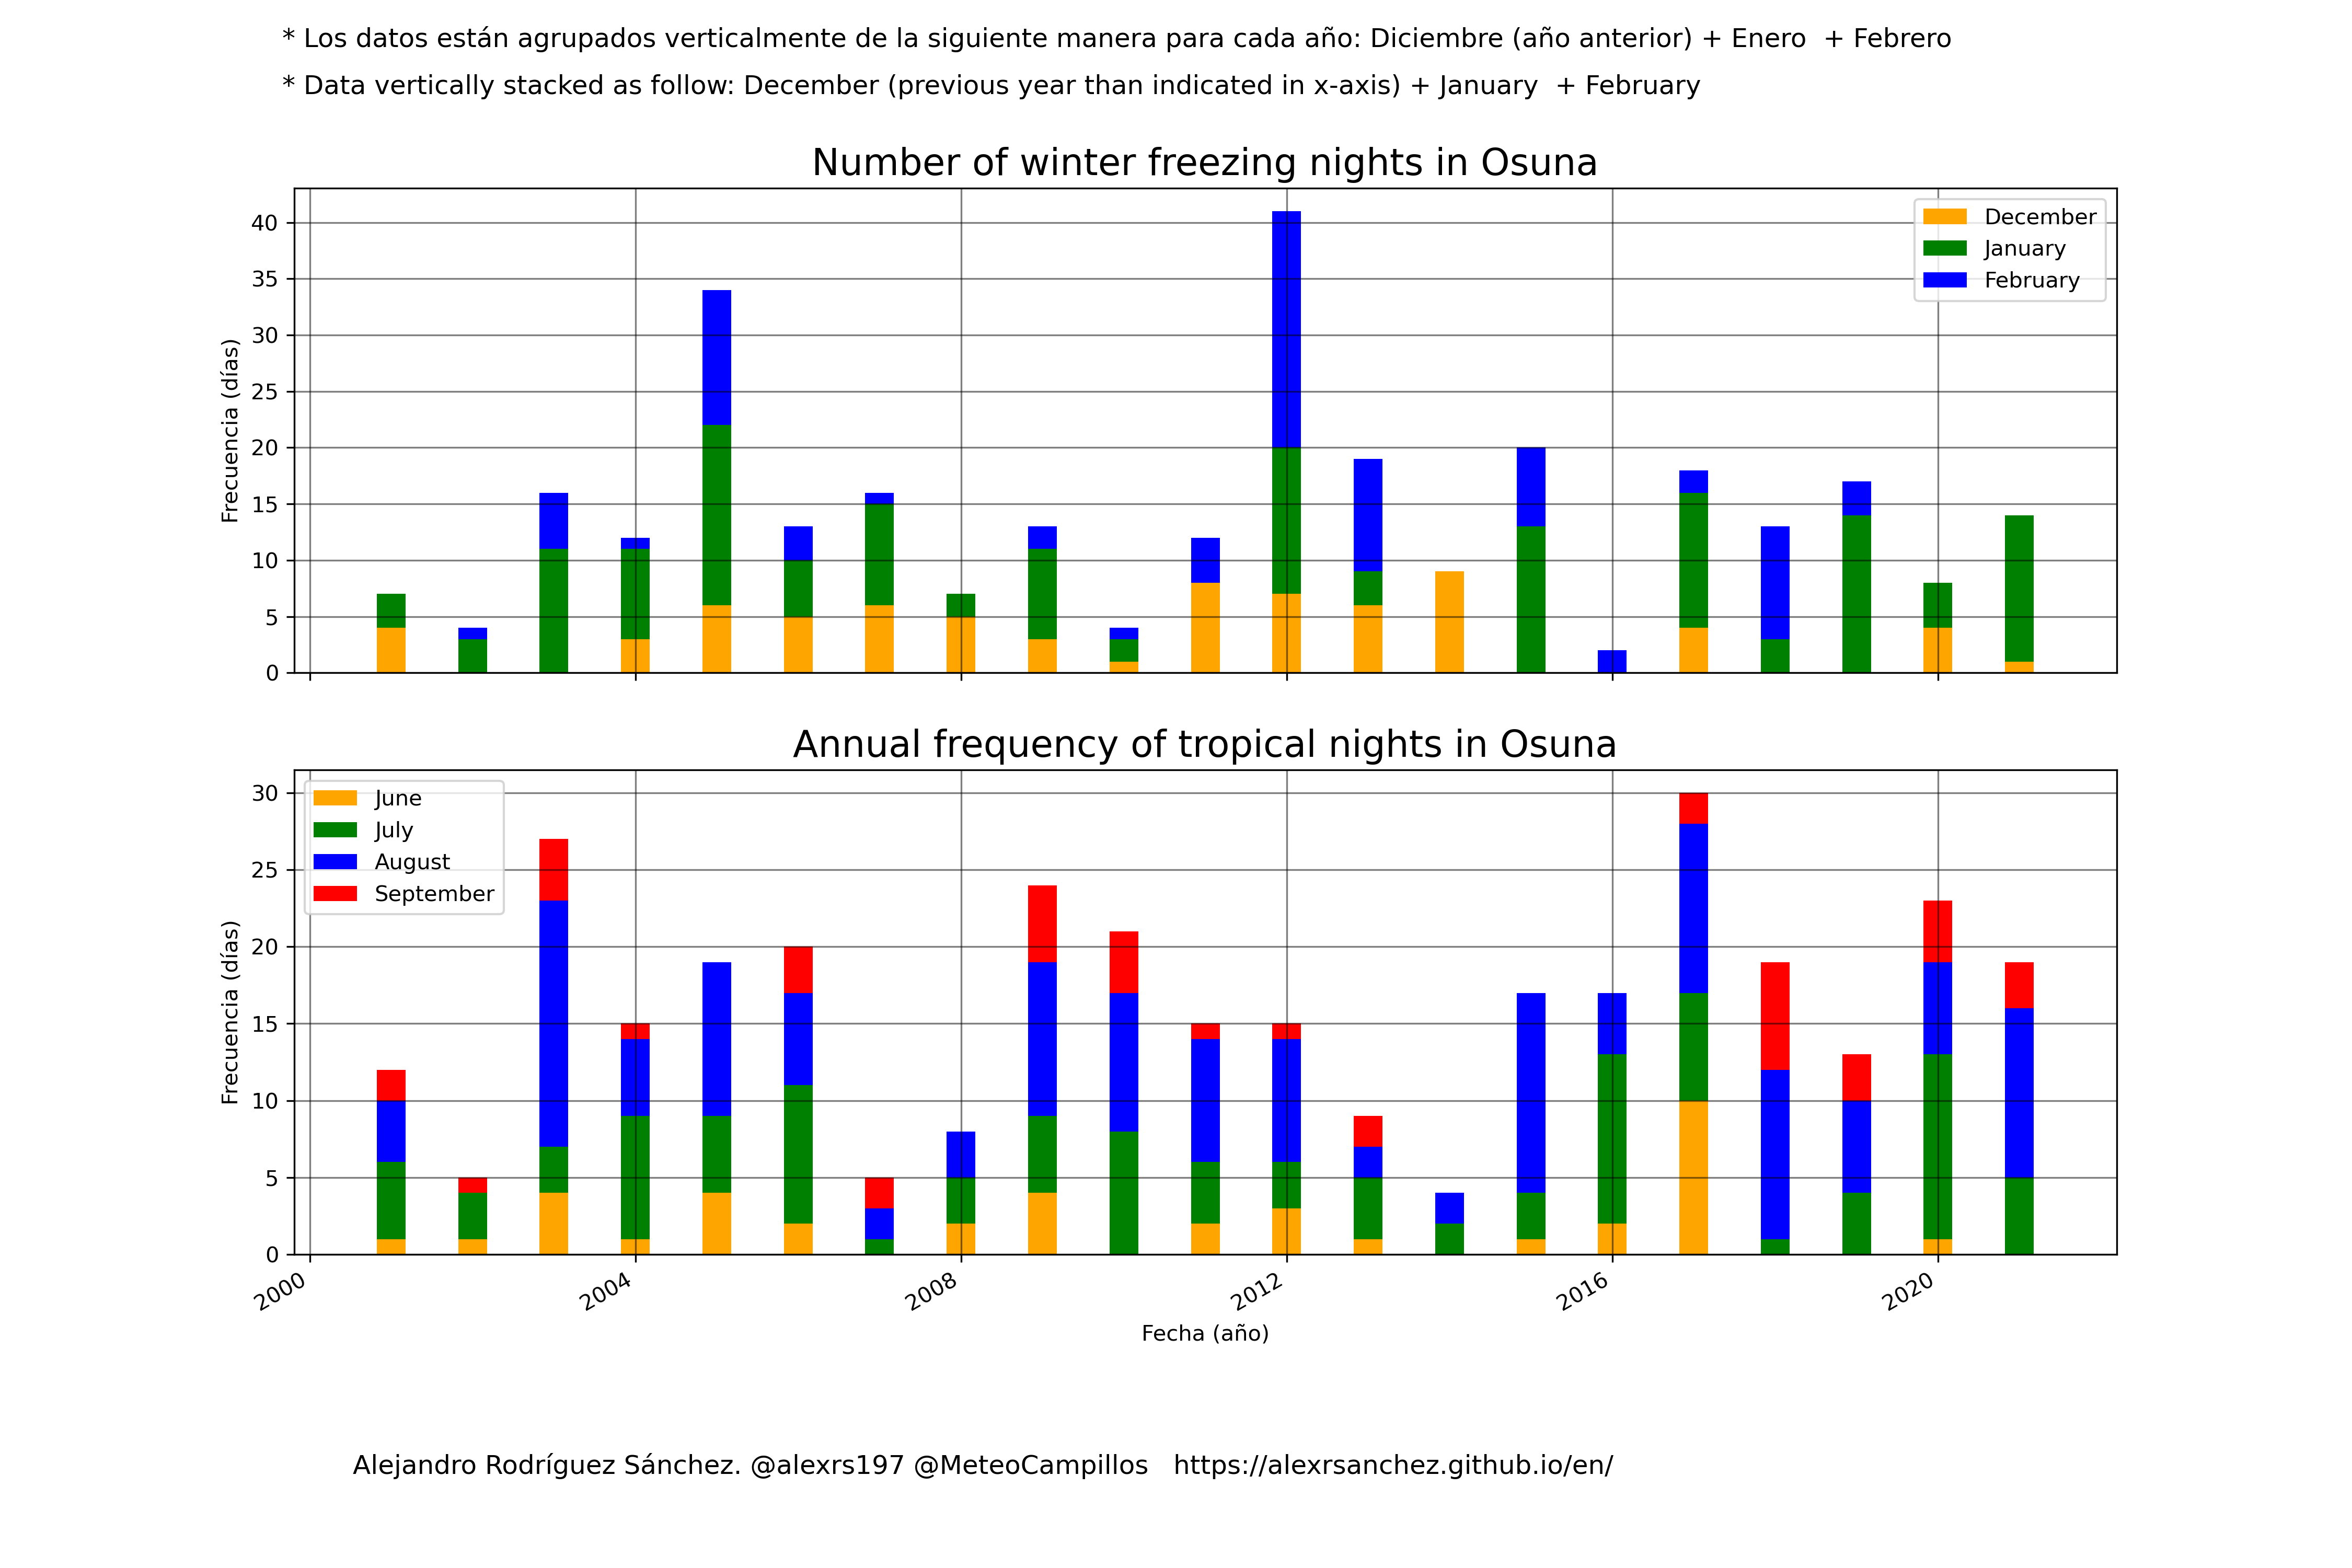 * Los datos están agrupados verticalmente de la siguiente manera para cada año: Diciembre (año anterior) + Enero  + Febrero
* Data vertically stacked as follow: December (previous year than indicated in x-axis) + January  + February
Number of winter freezing nights in Osuna
Frecuencia (días)
40
35
30
25
20
15
10
5
0
December
January
February
Annual frequency of tropical nights in Osuna
Frecuencia (días)
30
25
20
15
10
5
0
June
July
August
September
2000 2004 2008 2012 2016 2020
Fecha (año)
Alejandro Rodríguez Sánchez. @alexrs197 @MeteoCampillos   https://alexrsanchez.github.io/en/